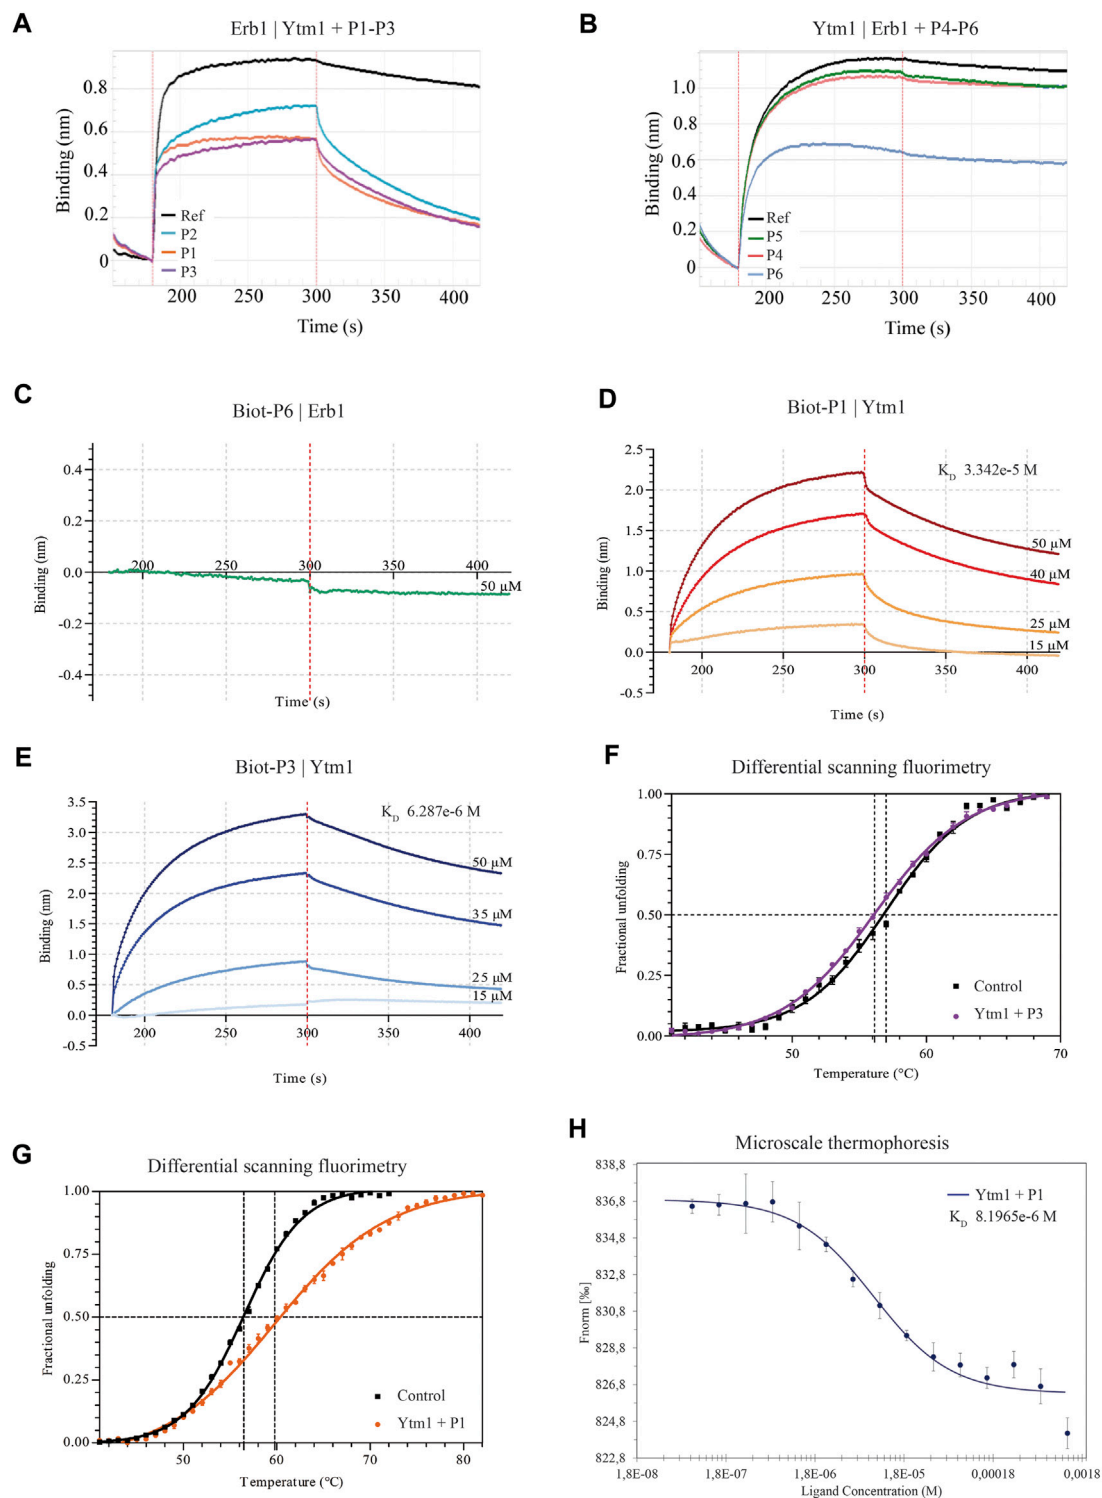 A
Erb1 | Ytm1 + P1-P3
Binding (nm)
0.8
0.6
0.4
0.2
0
Ref
P2
P1
P3
200 250 300 350 400
Time (s)
B
Ytm1 | Erb1 + P4-P6
Binding (nm)
1.0
0.8
0.6
0.4
0.2
0
Ref
P5
P4
P6
200 250 300 350 400
Time (s)
C
Biot-P6 | Erb1
Binding (nm)
0.4
0.2
0.0
-0.2
-0.4
200 250 300 350 400
50 µM
Time (s)
D
Biot-P1 | Ytm1
K_D 3.342e-5 M
Binding (nm)
2.5
2.0
1.5
1.0
0.5
0.0
-0.5
50 µM
40 µM
25 µM
15 µM
200 250 300 350 400
Time (s)
E
Biot-P3 | Ytm1
K_D 6.287e-6 M
Binding (nm)
3.5
3.0
2.5
2.0
1.5
1.0
0.5
0.0
-0.5
50 µM
35 µM
25 µM
15 µM
200 250 300 350 400
Time (s)
F
Differential scanning fluorimetry
Fractional unfolding
1.00
0.75
0.50
0.25
0.00
Control
Ytm1 + P3
50 60 70
Temperature (°C)
G
Differential scanning fluorimetry
Fractional unfolding
1.00
0.75
0.50
0.25
0.00
Control
Ytm1 + P1
50 60 70 80
Temperature (°C)
H
Microscale thermophoresis
Fnorm [‰]
838,8
836,8
834,8
832,8
830,8
828,8
826,8
824,8
822,8
Ytm1 + P1
K_D 8.1965e-6 M
1,8E-08 1,8E-07 1,8E-06 1,8E-05 0,00018 0,0018
Ligand Concentration (M)